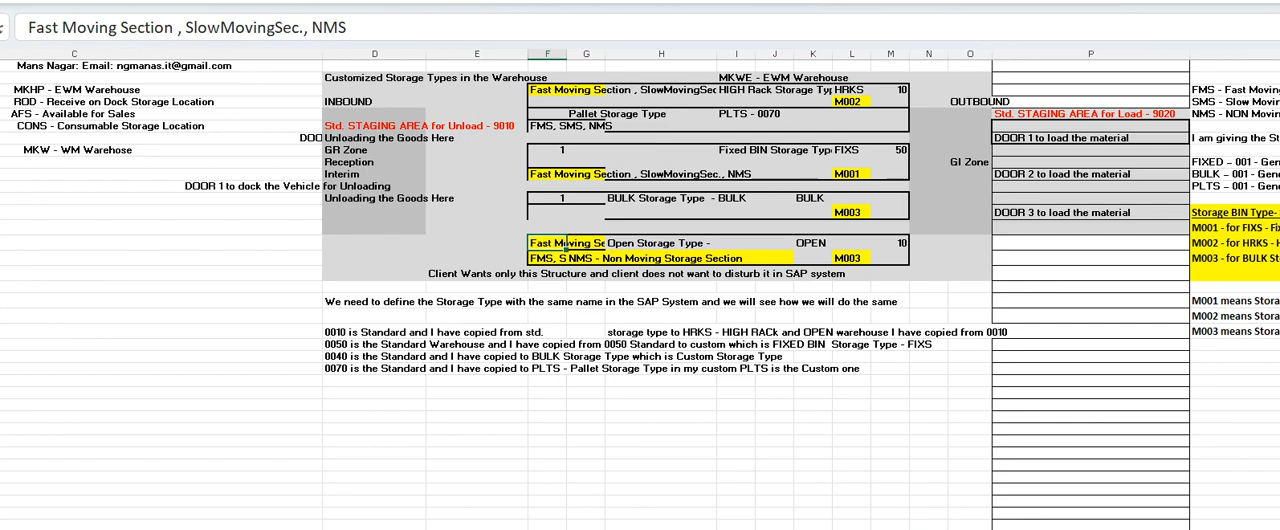 Fast Moving Section , SlowMovingSec., NMS
C D E F G H I J K L M N O P
Mans Nagar: Email: ngmanas.it@gmail.com
Customized Storage Types in the Warehouse MKWE - EWM Warehouse
MKHP - EWM Warehouse Fast Moving Section , SlowMovingSec HIGH Rack Storage Typ HRKS 10 FMS - Fast Moving
ROD - Receive on Dock Storage Location INBOUND M002 OUTBOUND SMS - Slow Movin
AFS - Available for Sales Pallet Storage Type PLTS - 0070 Std. STAGING AREA for Load - 9020 NMS - NON Movin
CONS - Consumable Storage Location Std. STAGING AREA for Unload - 9010 FMS, SMS, NMS
DOO Unloading the Goods Here DOOR 1 to load the material I am giving the St
MKW - WM Warehose GR Zone 1 Fixed BIN Storage Typ FIXS 50
Reception GI Zone FIXED - 001 - Gene
Interim Fast Moving Section , SlowMovingSec., NMS M001 DOOR 2 to load the material BULK - 001 - Gene
DOOR 1 to dock the Vehicle for Unloading PLTS - 001 - Gene
Unloading the Goods Here 1 BULK Storage Type - BULK BULK
M003 DOOR 3 to load the material Storage BIN Type-
M001 - for FIXS - Fi
Fast Moving Se Open Storage Type - OPEN 10 M002 - for HRKS - H
FMS, S NMS - Non Moving Storage Section M003 M003 - for BULK St
Client Wants only this Structure and client does not want to disturb it in SAP system
We need to define the Storage Type with the same name in the SAP System and we will see how we will do the same M001 means Stora
M002 means Stora
0010 is Standard and I have copied from std. storage type to HRKS - HIGH RACk and OPEN warehouse I have copied from 0010 M003 means Stora
0050 is the Standard Warehouse and I have copied from 0050 Standard to custom which is FIXED BIN Storage Type - FIXS
0040 is the Standard and I have copied to BULK Storage Type which is Custom Storage Type
0070 is the Standard and I have copied to PLTS - Pallet Storage Type in my custom PLTS is the Custom one